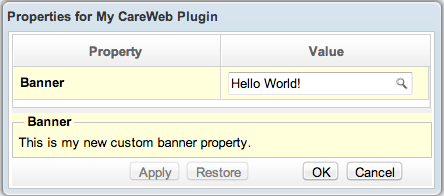 Properties for My CareWeb Plugin
Property Value
Banner Hello World!
Banner
This is my new custom banner property.
Apply Restore OK Cancel